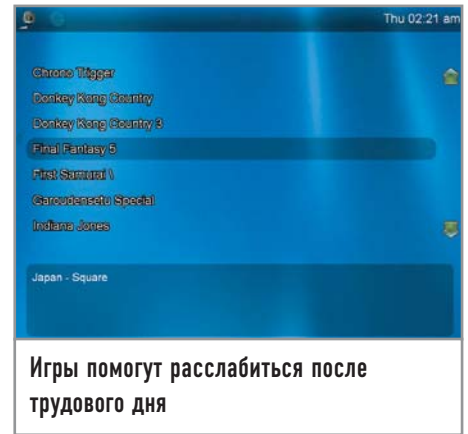 Thu 02:21 am
Chrono Trigger
Donkey Kong Country
Donkey Kong Country 3
Final Fantasy 5
First Samurai \
Garoudensetu Special
Indiana Jones
Japan - Square
Игры помогут расслабиться после
трудового дня